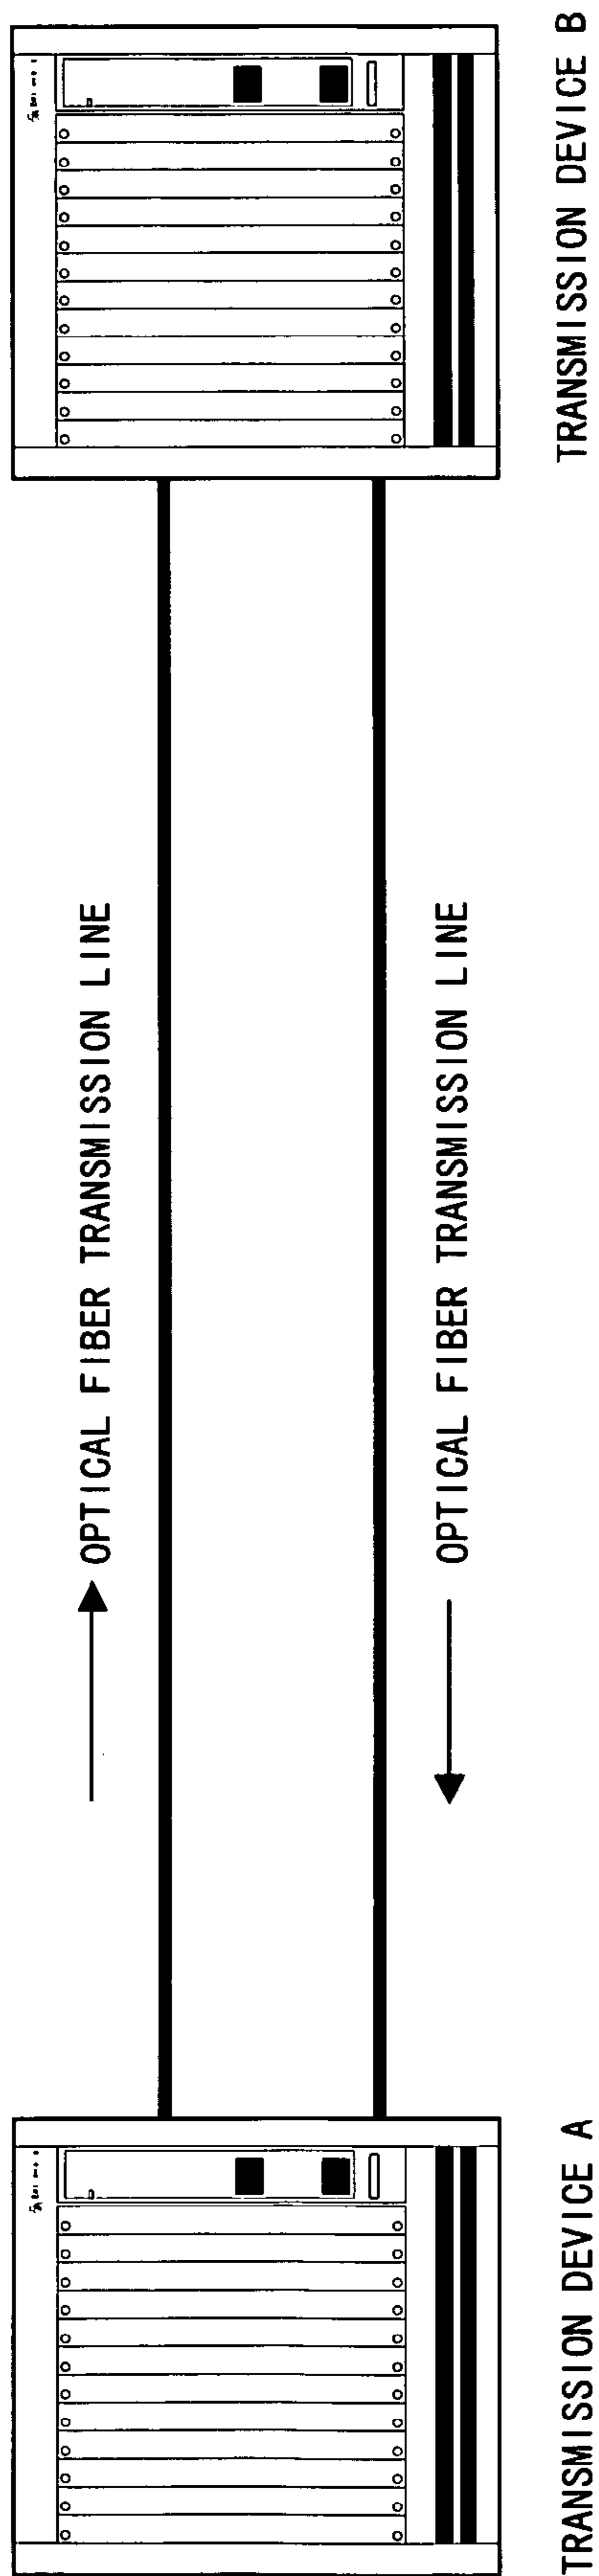 OPTICAL FIBER TRANSMISSION LINE
OPTICAL FIBER TRANSMISSION LINE
TRANSMISSION DEVICE A
TRANSMISSION DEVICE B